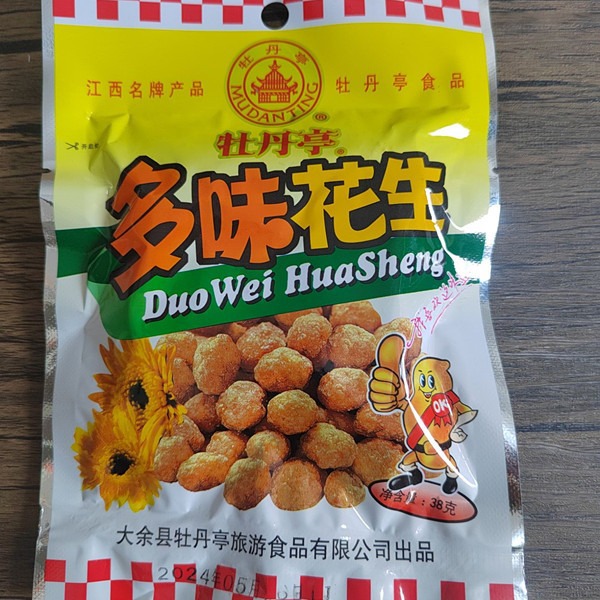 牡丹亭
MUDANTING
®
江西名牌产品
牡丹亭食品
牡丹亭®
多味花生
DuoWei HuaSheng
OK!
净含量:38克
大余县牡丹亭旅游食品有限公司出品